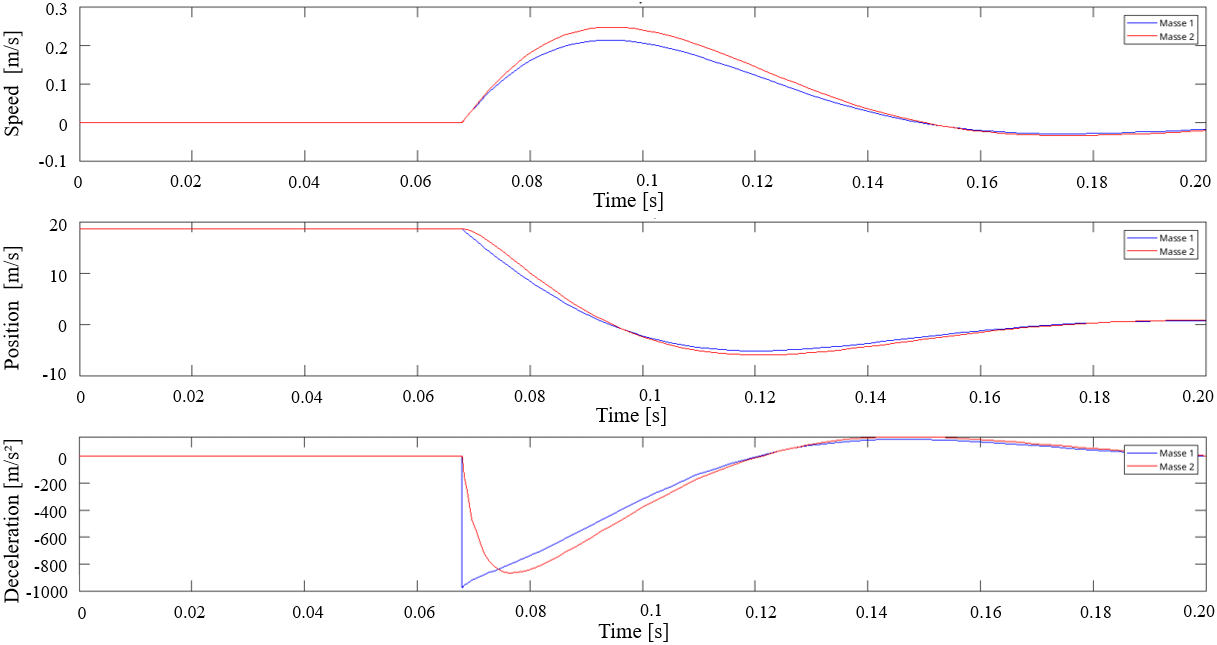 0.3
0.2
0.1
0
-0.1
Speed [m/s]
Masse 1
Masse 2
0 0.02 0.04 0.06 0.08 0.1 0.12 0.14 0.16 0.18 0.20
Time [s]
20
10
0
-10
Position [m/s]
Masse 1
Masse 2
0 0.02 0.04 0.06 0.08 0.1 0.12 0.14 0.16 0.18 0.20
Time [s]
0
-200
-400
-600
-800
-1000
Deceleration [m/s²]
Masse 1
Masse 2
0 0.02 0.04 0.06 0.08 0.1 0.12 0.14 0.16 0.18 0.20
Time [s]